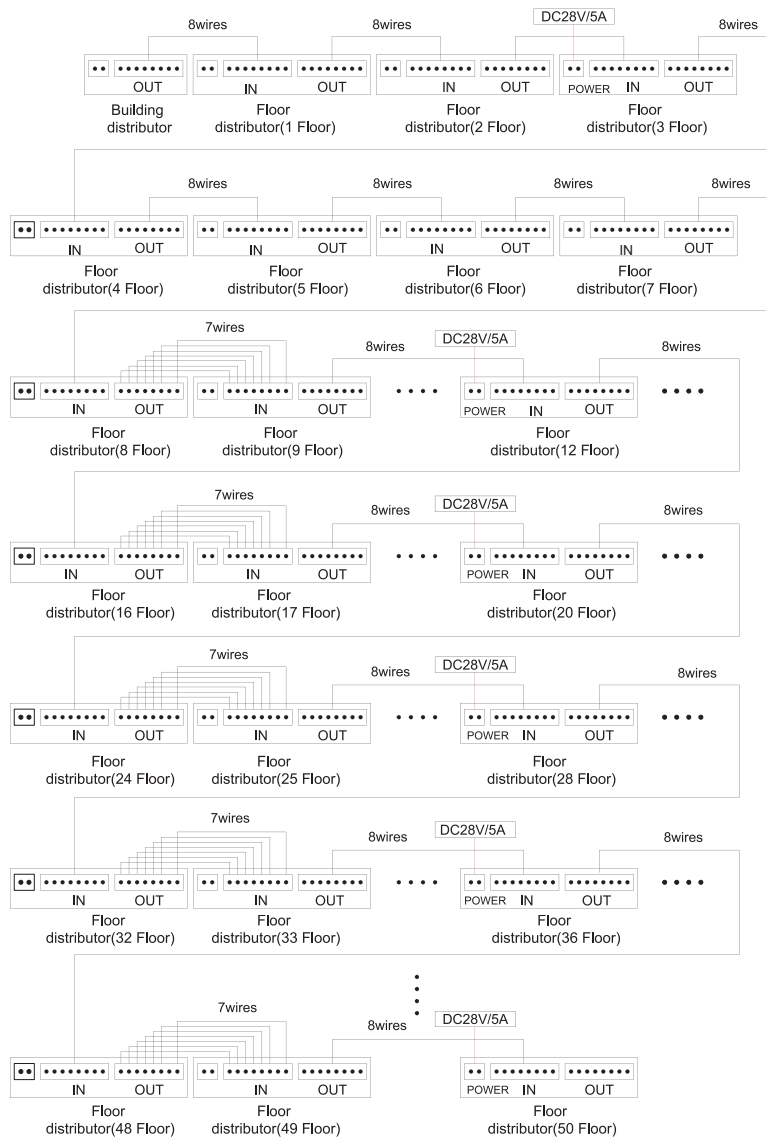 DC28V/5A
8wires 8wires 8wires 8wires
OUT IN OUT IN OUT POWER IN OUT
Building Floor Floor Floor
distributor distributor(1 Floor) distributor(2 Floor) distributor(3 Floor)
8wires 8wires 8wires 8wires
IN OUT IN OUT IN OUT IN OUT
Floor Floor Floor Floor
distributor(4 Floor) distributor(5 Floor) distributor(6 Floor) distributor(7 Floor)
7wires DC28V/5A
8wires 8wires
IN OUT IN OUT POWER IN OUT
Floor Floor Floor
distributor(8 Floor) distributor(9 Floor) distributor(12 Floor)
7wires DC28V/5A
8wires 8wires
IN OUT IN OUT POWER IN OUT
Floor Floor Floor
distributor(16 Floor) distributor(17 Floor) distributor(20 Floor)
7wires DC28V/5A
8wires 8wires
IN OUT IN OUT POWER IN OUT
Floor Floor Floor
distributor(24 Floor) distributor(25 Floor) distributor(28 Floor)
7wires DC28V/5A
8wires 8wires
IN OUT IN OUT POWER IN OUT
Floor Floor Floor
distributor(32 Floor) distributor(33 Floor) distributor(36 Floor)
7wires DC28V/5A
8wires
IN OUT IN OUT POWER IN OUT
Floor Floor Floor
distributor(48 Floor) distributor(49 Floor) distributor(50 Floor)